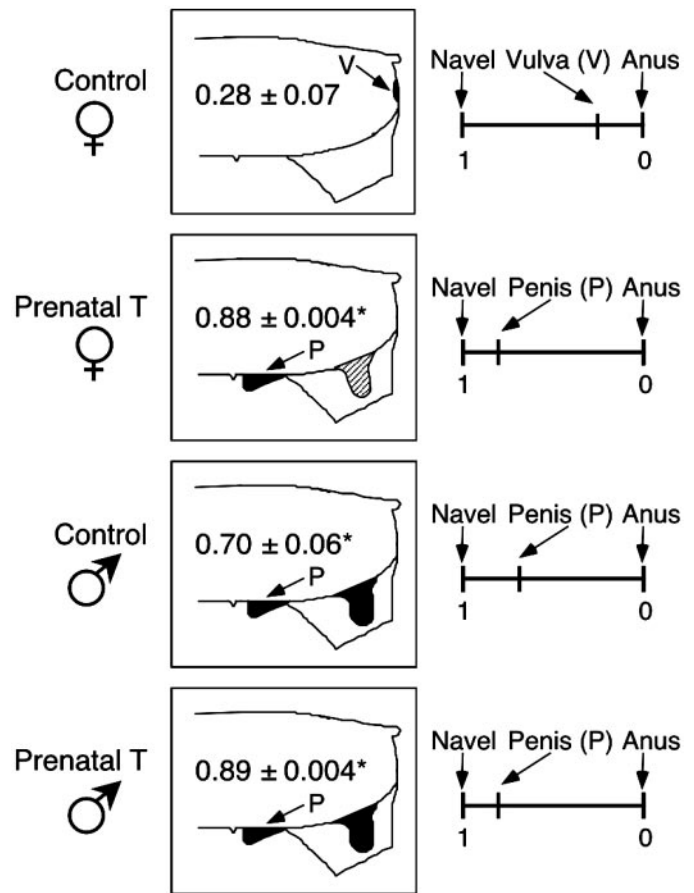 Control
♀
V
0.28 ± 0.07
Navel Vulva (V) Anus
1 0
Prenatal T
♀
0.88 ± 0.004*
P
Navel Penis (P) Anus
1 0
Control
♂
0.70 ± 0.06*
P
Navel Penis (P) Anus
1 0
Prenatal T
♂
0.89 ± 0.004*
P
Navel Penis (P) Anus
1 0